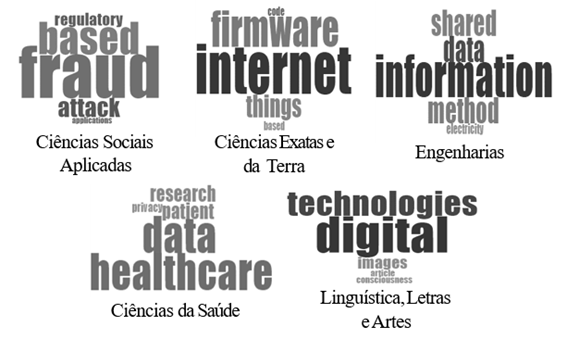 regulatory
based
fraud
attack
applications
Ciências Sociais
Aplicadas
code
firmware
internet
things
based
Ciências Exatas e
da Terra
shared
data
information
method
electricity
Engenharias
research
privacy patient
data
healthcare
Ciências da Saúde
technologies
digital
images
article
consciousness
Linguística, Letras
e Artes